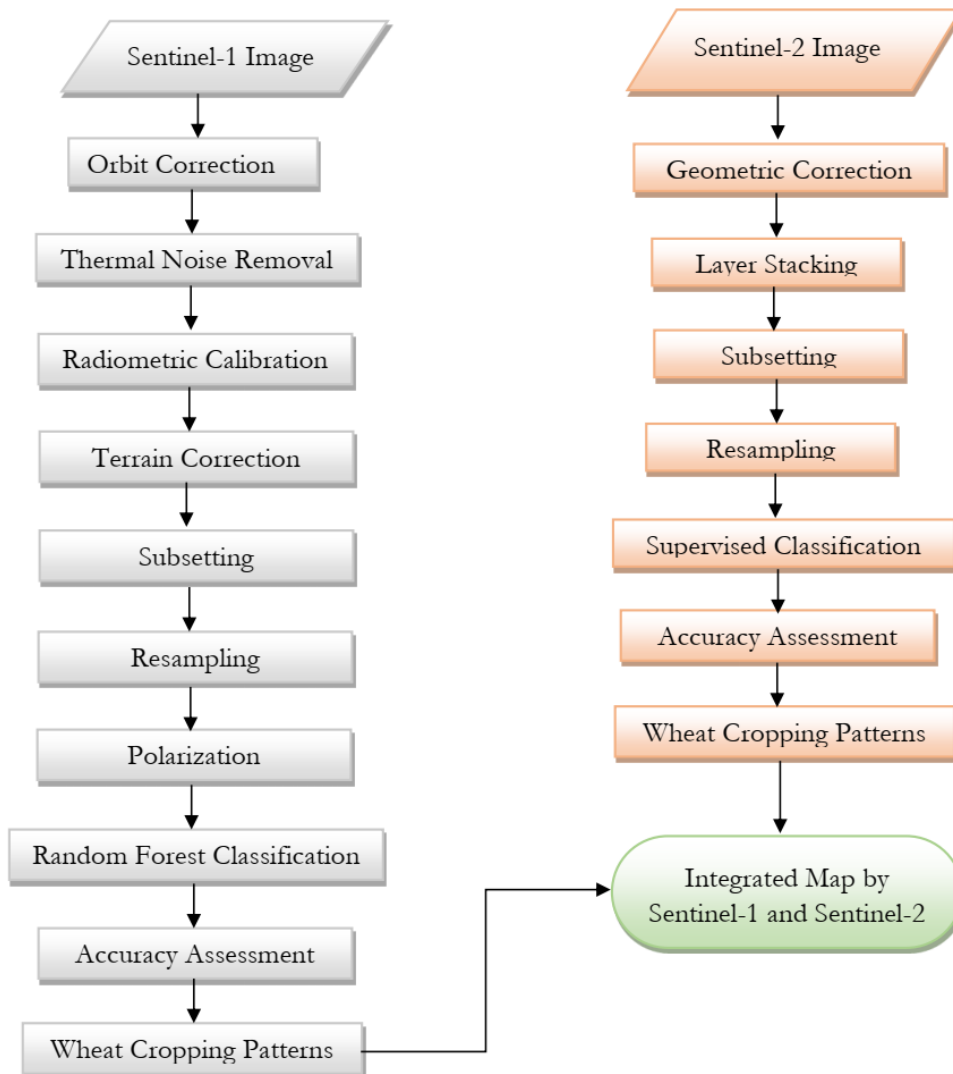 Sentinel-1 Image
Orbit Correction
Thermal Noise Removal
Radiometric Calibration
Terrain Correction
Subsetting
Resampling
Polarization
Random Forest Classification
Accuracy Assessment
Wheat Cropping Patterns
Sentinel-2 Image
Geometric Correction
Layer Stacking
Subsetting
Resampling
Supervised Classification
Accuracy Assessment
Wheat Cropping Patterns
Integrated Map by
Sentinel-1 and Sentinel-2